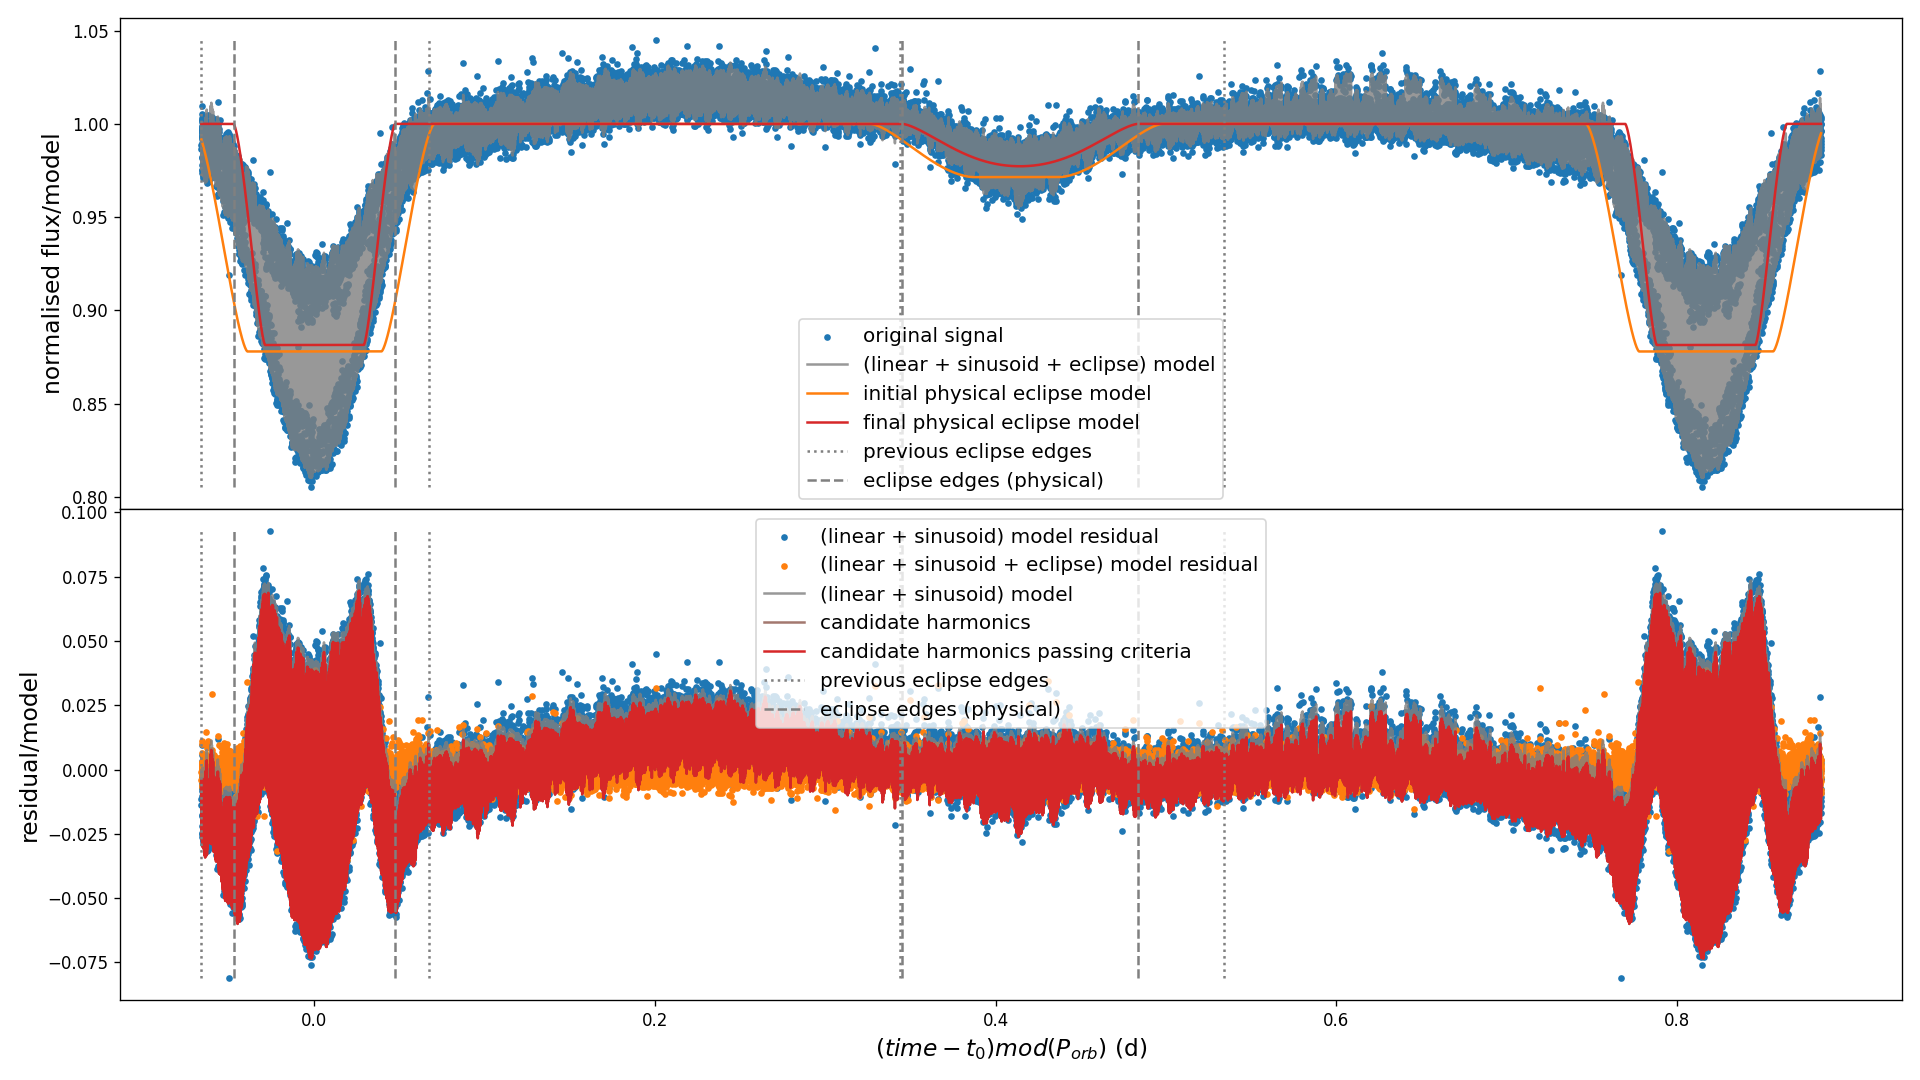 1.05
1.00
0.95
0.90
0.85
0.80
normalised flux/model
original signal
(linear + sinusoid + eclipse) model
initial physical eclipse model
final physical eclipse model
previous eclipse edges
eclipse edges (physical)
0.100
0.075
0.050
0.025
0.000
−0.025
−0.050
−0.075
residual/model
(linear + sinusoid) model residual
(linear + sinusoid + eclipse) model residual
(linear + sinusoid) model
candidate harmonics
candidate harmonics passing criteria
previous eclipse edges
eclipse edges (physical)
0.0 0.2 0.4 0.6 0.8
(time − t₀)mod(P_orb) (d)